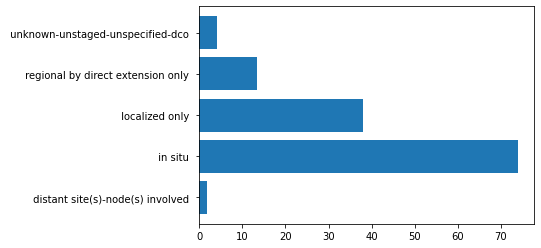 unknown-unstaged-unspecified-dco
regional by direct extension only
localized only
in situ
distant site(s)-node(s) involved
0 10 20 30 40 50 60 70